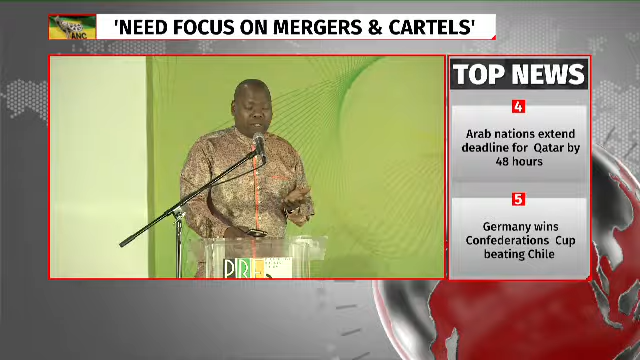 'NEED FOCUS ON MERGERS & CARTELS'
ANC
TOP NEWS
4
Arab nations extend
deadline for Qatar by
48 hours
5
Germany wins
Confederations Cup
beating Chile